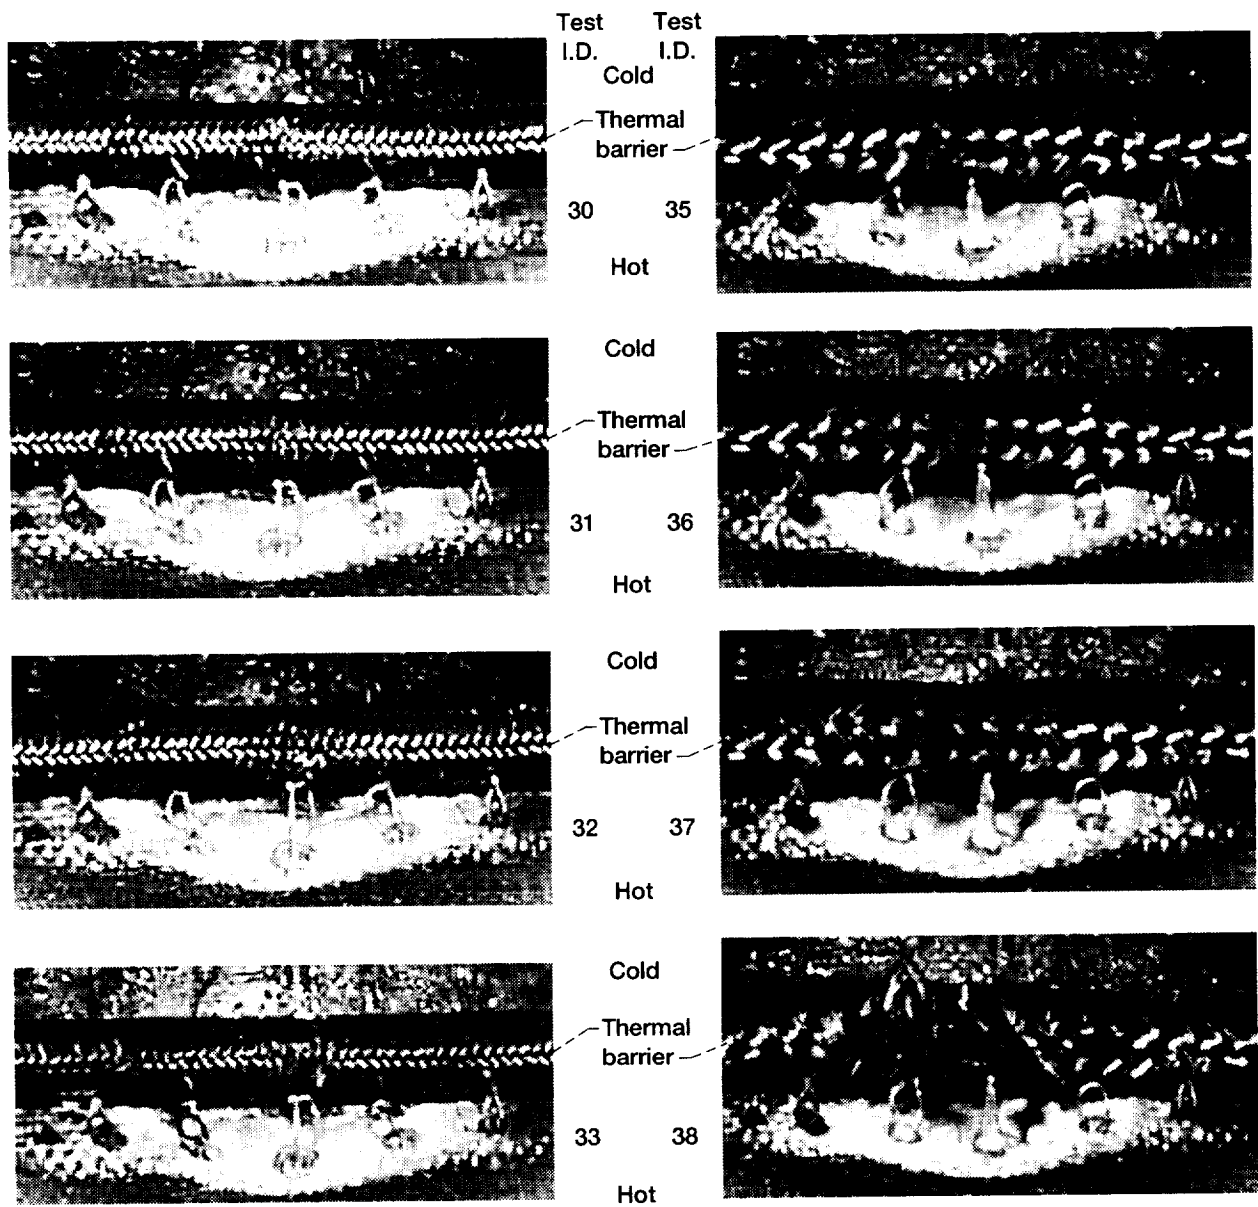 Test Test
I.D. I.D.
Cold
Thermal
barrier
30 35
Hot
Cold
Thermal
barrier
31 36
Hot
Cold
Thermal
barrier
32 37
Hot
Cold
Thermal
barrier
33 38
Hot